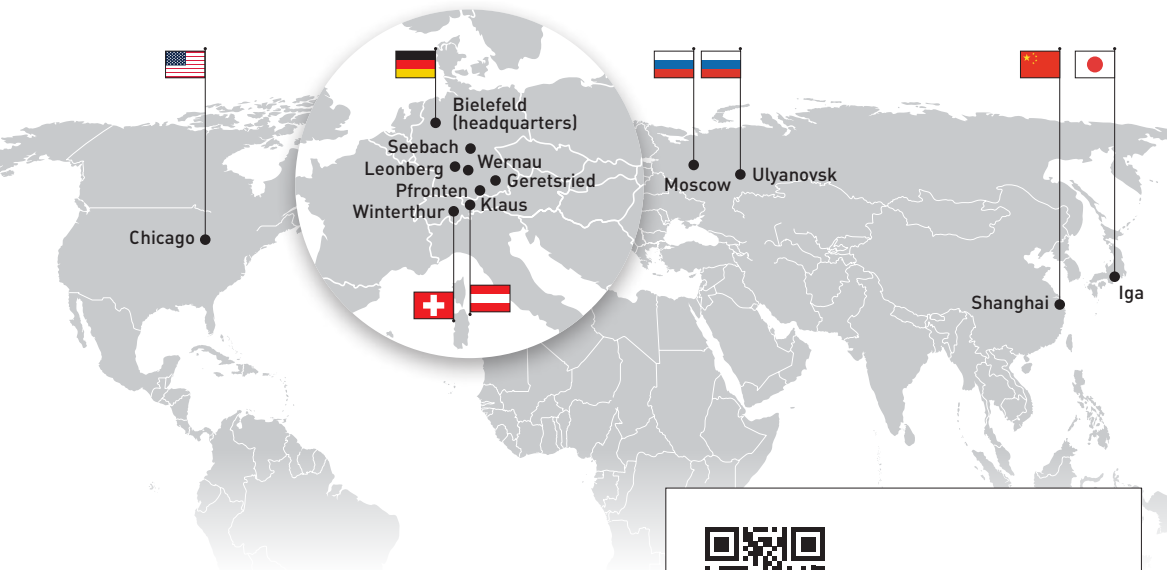 Bielefeld
(headquarters)
Seebach
Wernau
Leonberg
Geretsried
Pfronten
Klaus
Winterthur
Chicago
Moscow
Ulyanovsk
Shanghai
Iga